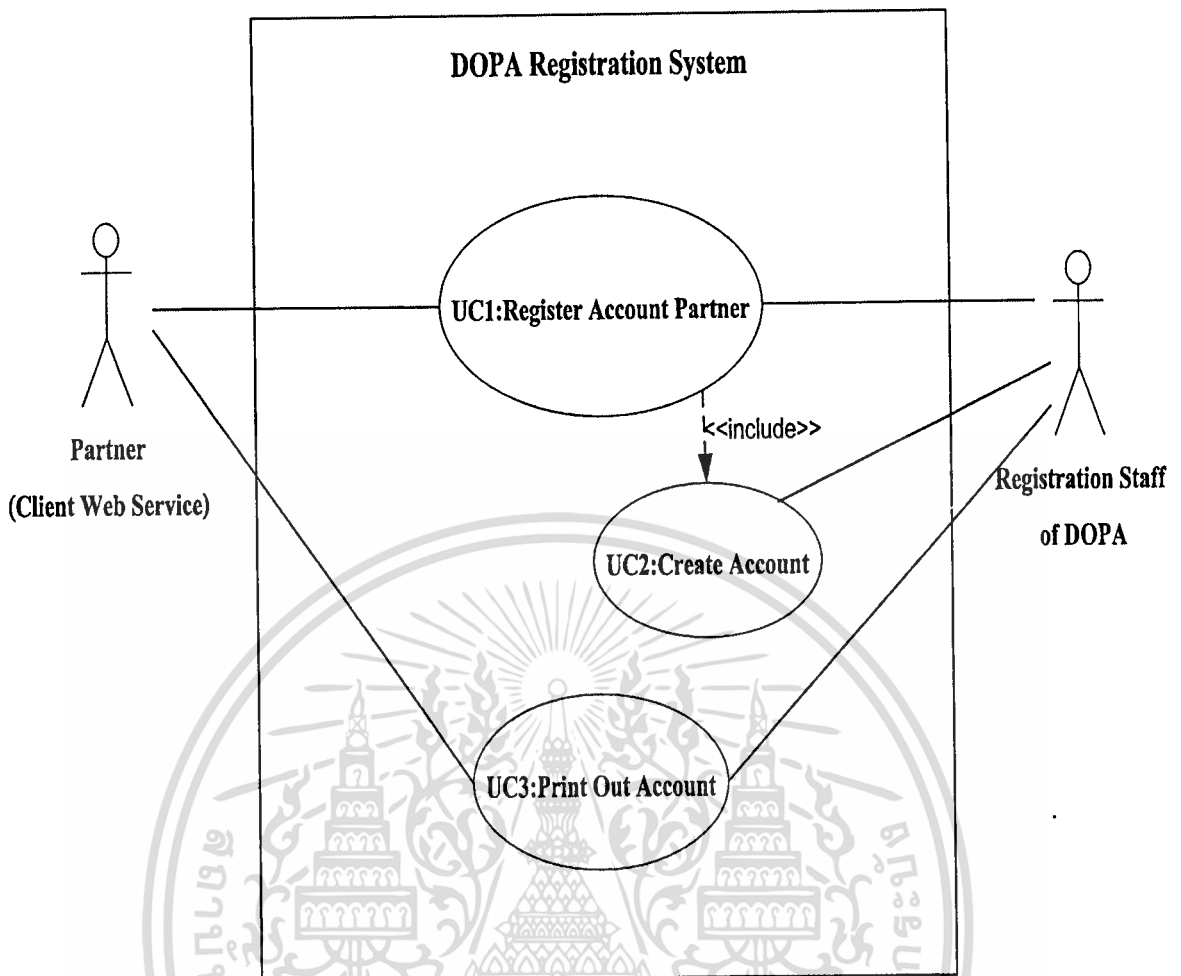 DOPA Registration System
UC1:Register Account Partner
<<include>>
Partner
(Client Web Service)
Registration Staff
of DOPA
UC2:Create Account
UC3:Print Out Account